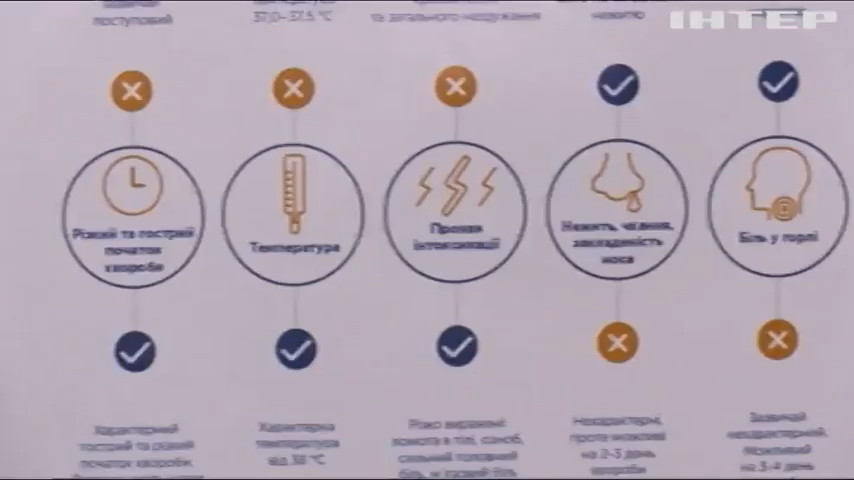 ІНТЕР
поступовий
37,0–37,5 °C
та загального нездужання
нежитю
Різкий та гострий
початок
хвороби
Температура
Прояви
інтоксикації
Нежить, чхання,
закладеність
носа
Біль у горлі
Характерний
гострий та різкий
початок хвороби,
Характерна
температура
від 38 °C
Різко виражені:
ломота в тілі, озноб,
сильний головний
Нехарактерні,
проте можливі
на 2-3 день
хвороби
Зазвичай
нехарактерний.
Можливий
на 3-4 день